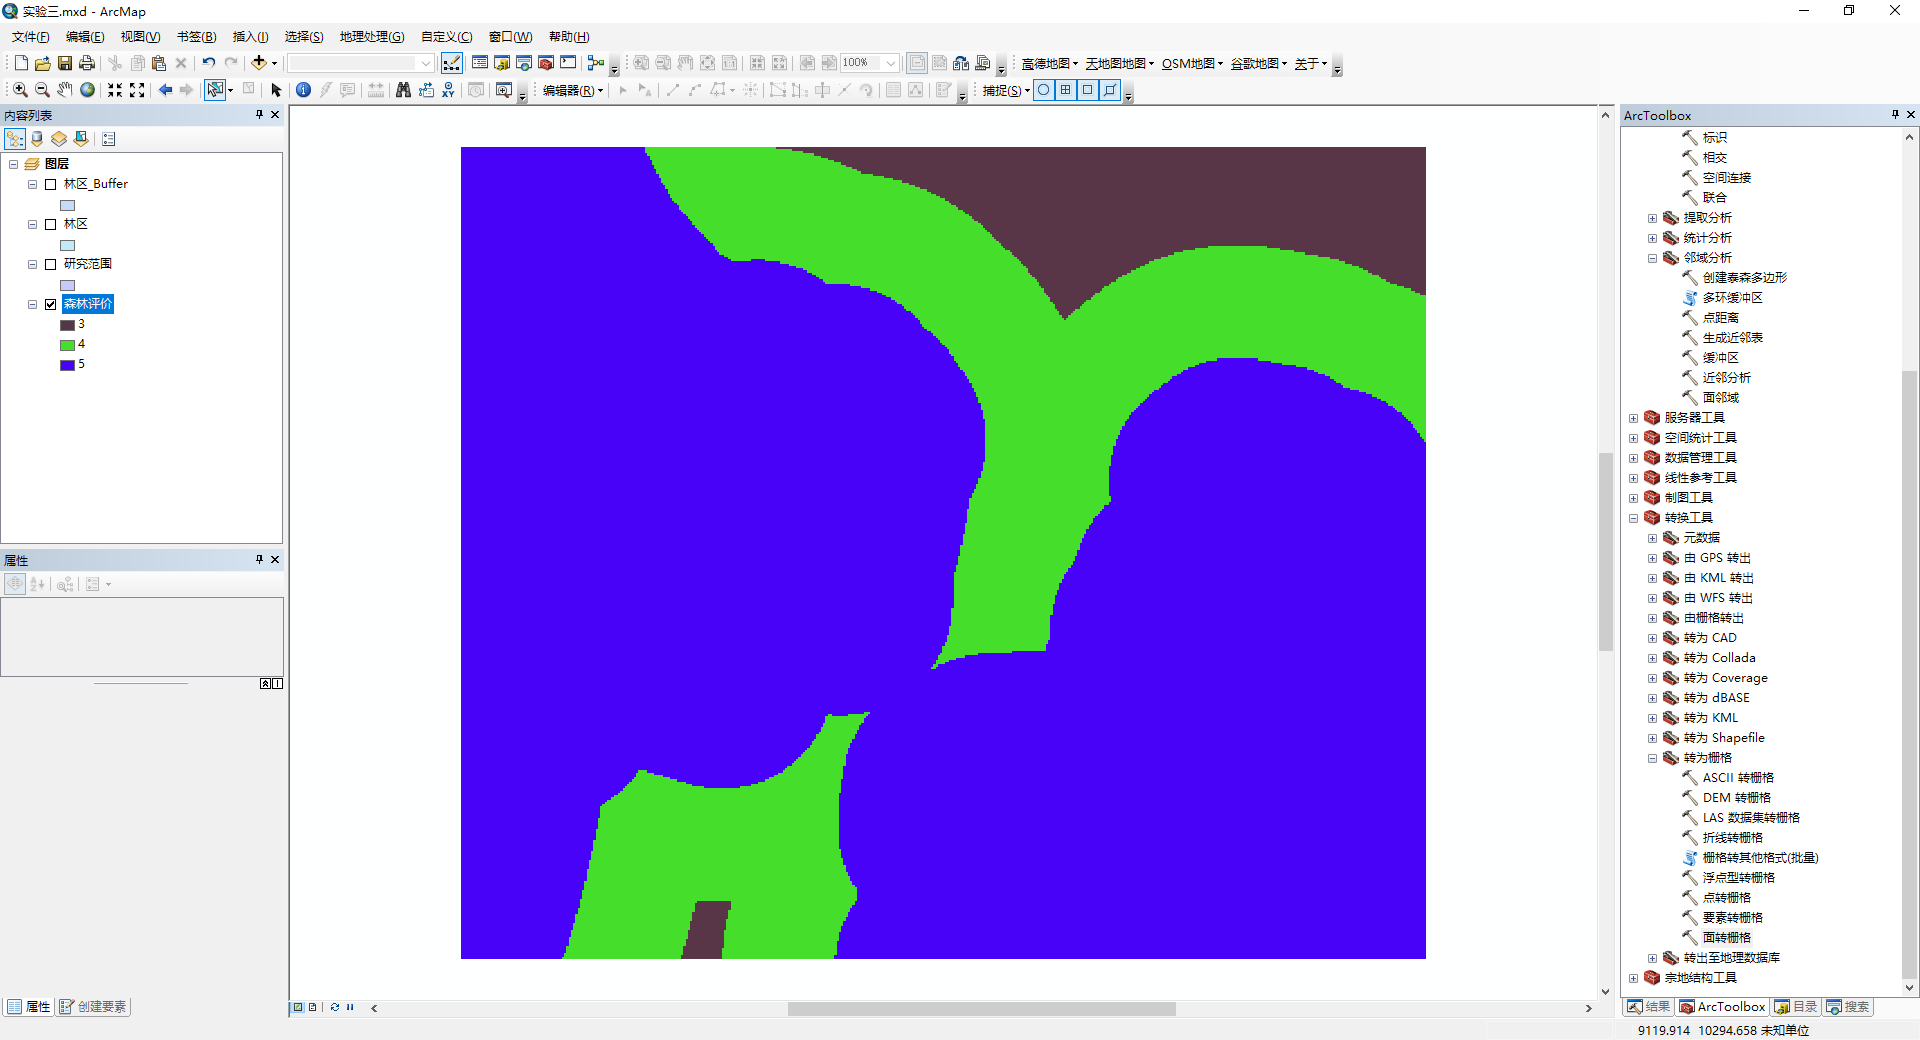 实验三.mxd - ArcMap
文件(F) 编辑(E) 视图(V) 书签(B) 插入(I) 选择(S) 地理处理(G) 自定义(C) 窗口(W) 帮助(H)
100% 高德地图 天地图地图 OSM地图 谷歌地图 关于
编辑器(R) 捕捉(S)
内容列表
图层
林区_Buffer
林区
研究范围
森林评价
3
4
5
属性
属性 创建要素
ArcToolbox
标识
相交
空间连接
联合
提取分析
统计分析
邻域分析
创建泰森多边形
多环缓冲区
点距离
生成近邻表
缓冲区
近邻分析
面邻域
服务器工具
空间统计工具
数据管理工具
线性参考工具
制图工具
转换工具
元数据
由 GPS 转出
由 KML 转出
由 WFS 转出
由栅格转出
转为 CAD
转为 Collada
转为 Coverage
转为 dBASE
转为 KML
转为 Shapefile
转为栅格
ASCII 转栅格
DEM 转栅格
LAS 数据集转栅格
折线转栅格
栅格转其他格式(批量)
浮点型转栅格
点转栅格
要素转栅格
面转栅格
转出至地理数据库
宗地结构工具
结果 ArcToolbox 目录 搜索
9119.914 10294.658 未知单位